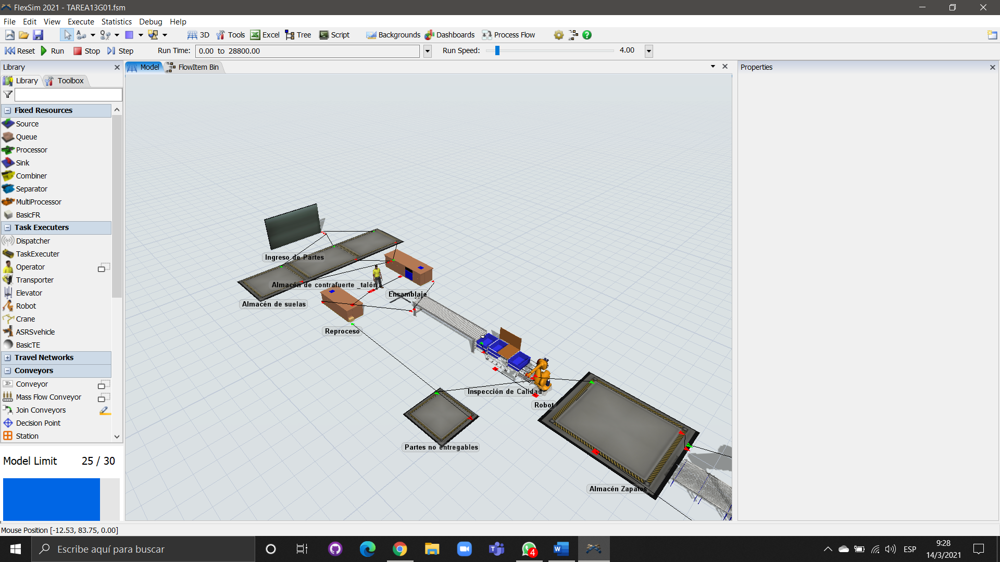 FlexSim 2021 - TAREA13G01.fsm
File Edit View Execute Statistics Debug Help
3D Tools Excel Tree Script Backgrounds Dashboards Process Flow
Reset Run Stop Step Run Time: 0.00 to 28800.00 Run Speed: 4.00
Library
Library Toolbox
Fixed Resources
Source
Queue
Processor
Sink
Combiner
Separator
MultiProcessor
BasicFR
Task Executers
Dispatcher
TaskExecuter
Operator
Transporter
Elevator
Robot
Crane
ASRSvehicle
BasicTE
Travel Networks
Conveyors
Conveyor
Mass Flow Conveyor
Join Conveyors
Decision Point
Station
Model Limit 25 / 30
Model FlowItem Bin
Ingreso de Partes
Almacén de contrafuerte _talón
Ensamblaje
Almacén de suelas
Reproceso
Inspección de Calidad
Robot
Partes no entregables
Almacén Zapatos
Properties
Mouse Position [-12.53, 83.75, 0.00]
Escribe aquí para buscar
4
ESP
9:28
14/3/2021